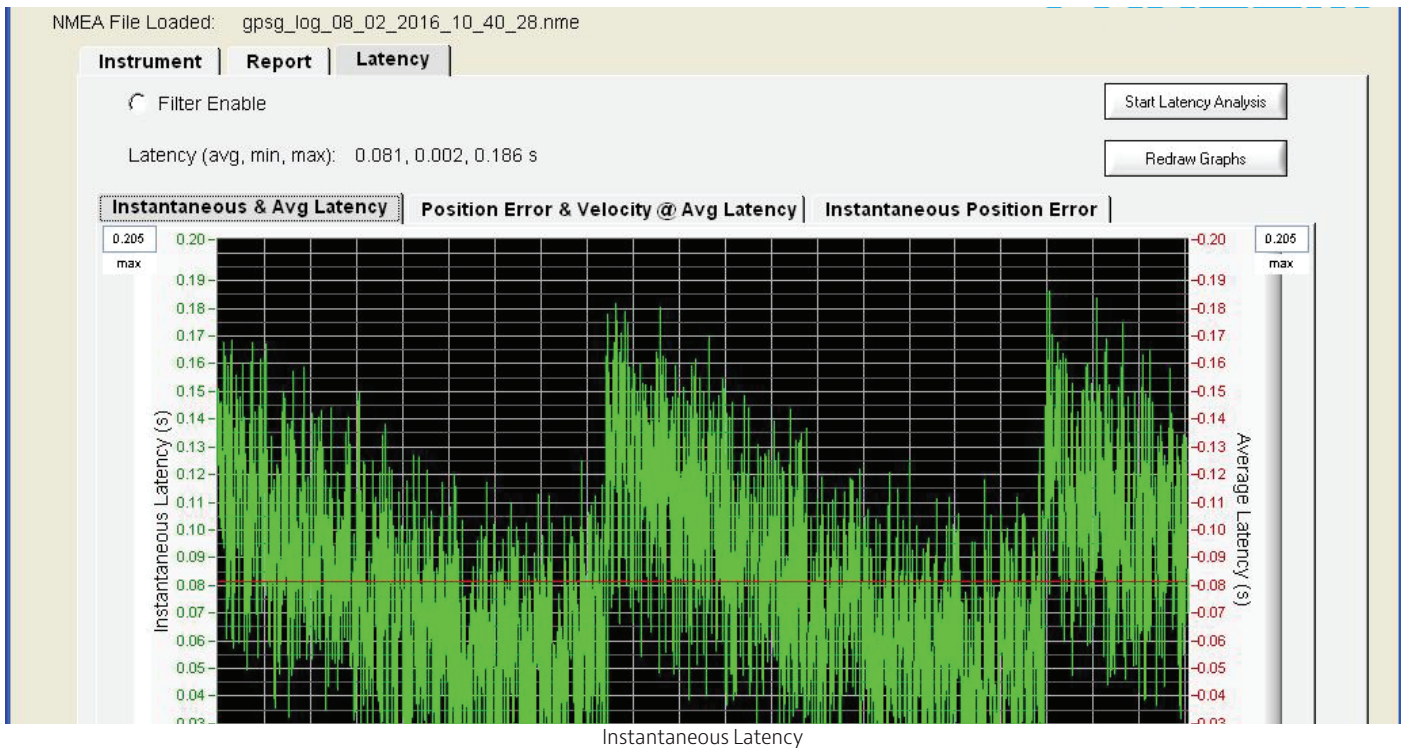 NMEA File Loaded: gpsg_log_08_02_2016_10_40_28.nme
Instrument Report Latency
Filter Enable
Start Latency Analysis
Latency (avg, min, max): 0.081, 0.002, 0.186 s
Redraw Graphs
Instantaneous & Avg Latency Position Error & Velocity @ Avg Latency Instantaneous Position Error
0.205 0.20 -0.20 0.205
max max
0.19 -0.19
0.18 -0.18
0.17 -0.17
0.16 -0.16
0.15 -0.15
0.14 -0.14
0.13 -0.13
0.12 -0.12
0.11 -0.11
0.10 -0.10
0.09 -0.09
0.08 -0.08
0.07 -0.07
0.06 -0.06
0.05 -0.05
0.04 -0.04
0.03 -0.03
Instantaneous Latency (s)
Average Latency (s)
Instantaneous Latency